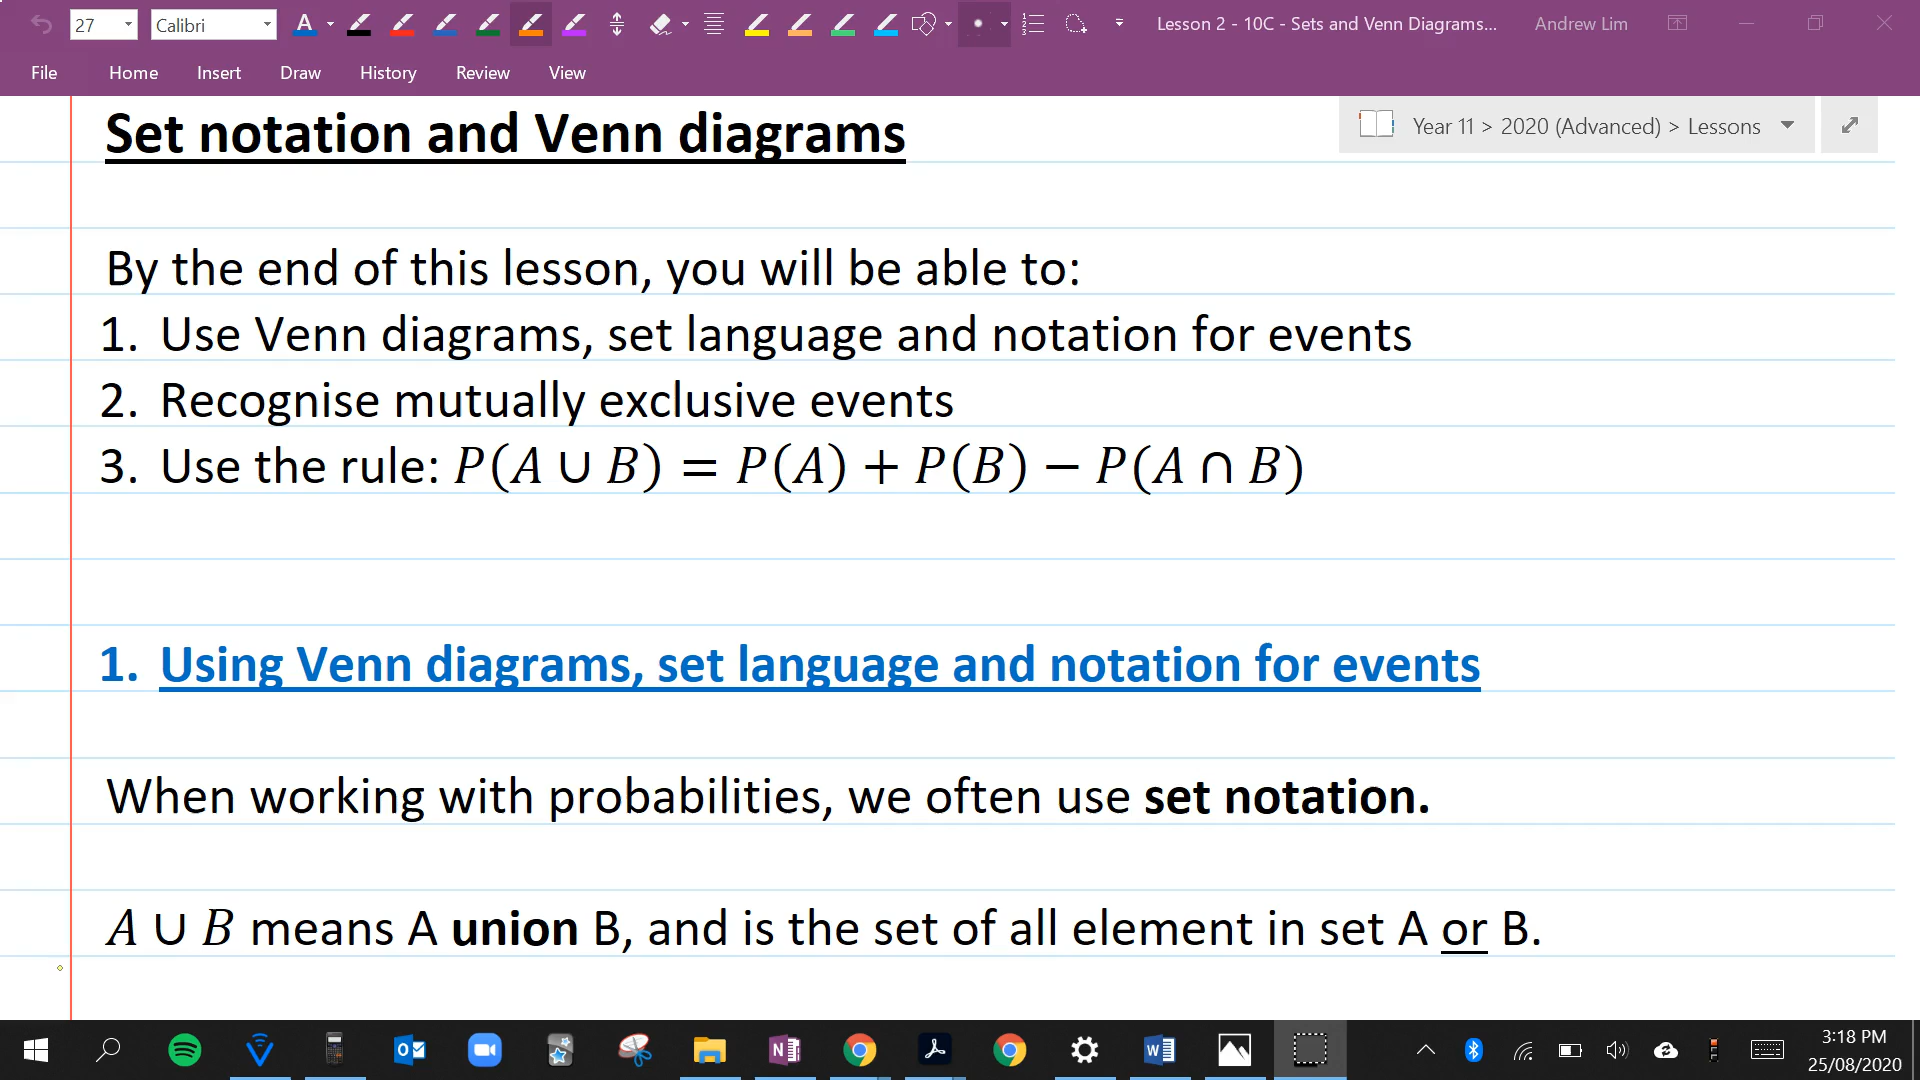 27 Calibri Lesson 2 - 10C - Sets and Venn Diagrams... Andrew Lim
File Home Insert Draw History Review View
Set notation and Venn diagrams
Year 11 > 2020 (Advanced) > Lessons
By the end of this lesson, you will be able to:
1. Use Venn diagrams, set language and notation for events
2. Recognise mutually exclusive events
3. Use the rule: P(A ∪ B) = P(A) + P(B) − P(A ∩ B)
1. Using Venn diagrams, set language and notation for events
When working with probabilities, we often use set notation.
A ∪ B means A union B, and is the set of all element in set A or B.
3:18 PM
25/08/2020